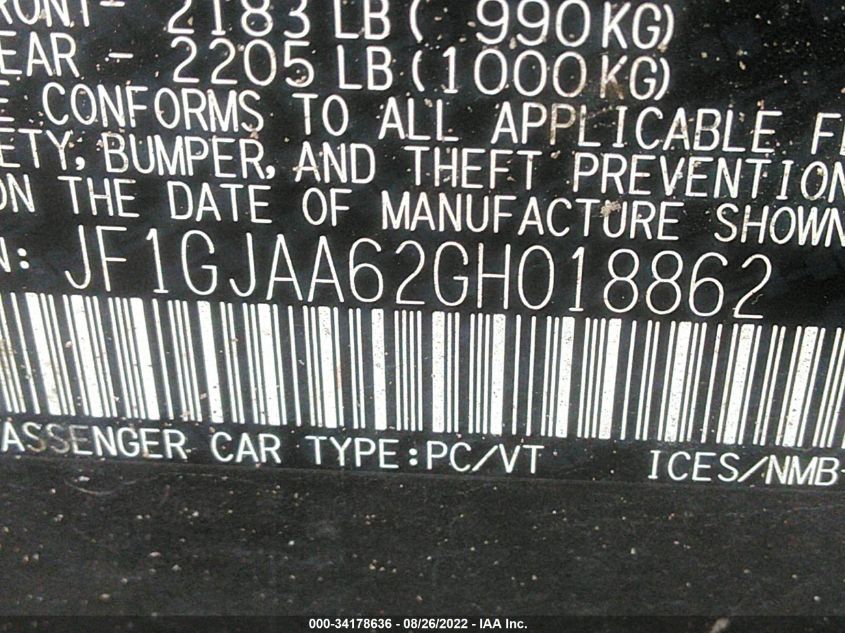 RONT- 2183 LB ( 990KG)
EAR - 2205 LB (1000KG)
E CONFORMS TO ALL APPLICABLE
ETY, BUMPER, AND THEFT PREVENTION
ON THE DATE OF MANUFACTURE SHOWN
N: JF1GJAA62GH018862
ASSENGER CAR TYPE:PC/VT ICES/NMB-
000-34178636 - 08/26/2022 - IAA Inc.